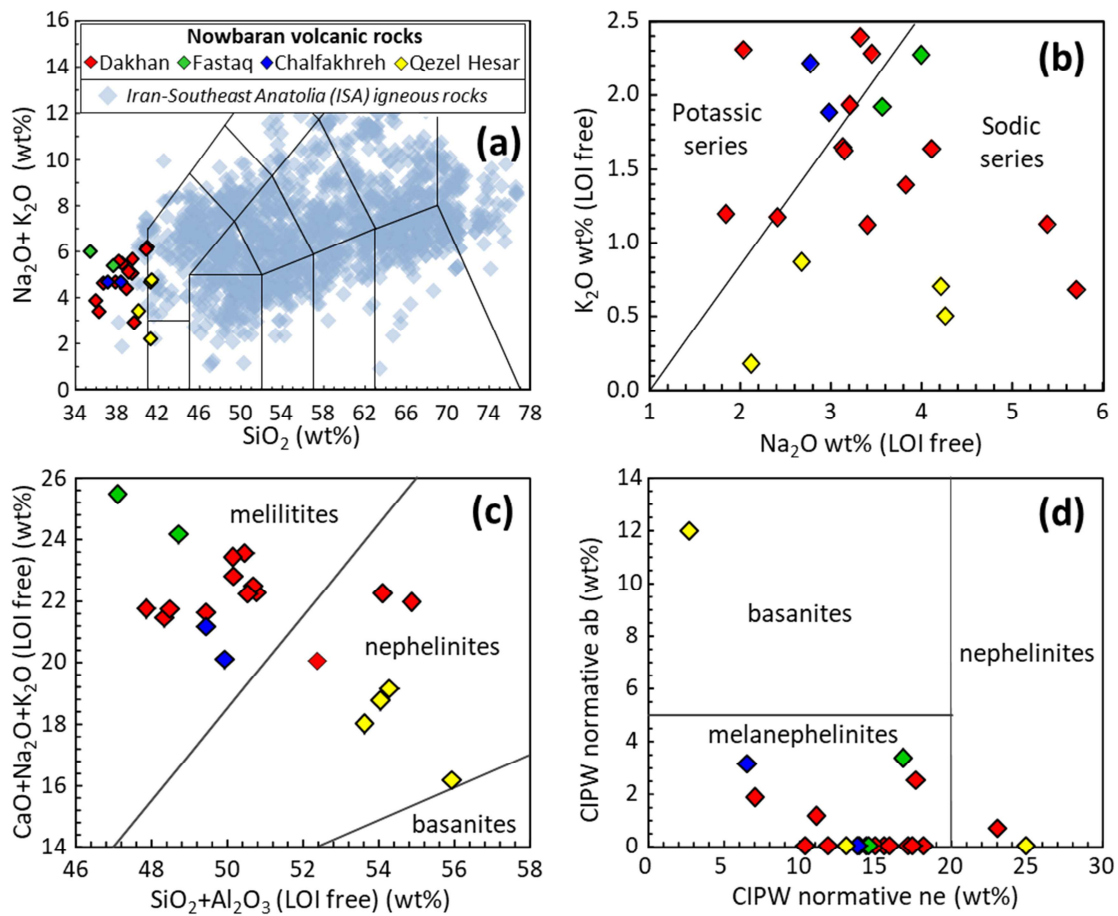 16
14
12
10
8
6
4
2
0
Nowbaran volcanic rocks
Dakhan Fastaq Chalfakhreh Qezel Hesar
Iran-Southeast Anatolia (ISA) igneous rocks
(a)
Na₂O+ K₂O (wt%)
34 38 42 46 50 54 58 62 66 70 74 78
SiO₂ (wt%)
2.5
2.0
1.5
1.0
0.5
0.0
(b)
Potassic
series
Sodic
series
K₂O wt% (LOI free)
1 2 3 4 5 6
Na₂O wt% (LOI free)
26
24
22
20
18
16
14
(c)
melilitites
nephelinites
basanites
CaO+Na₂O+K₂O (LOI free) (wt%)
46 48 50 52 54 56 58
SiO₂+Al₂O₃ (LOI free) (wt%)
14
12
10
8
6
4
2
0
(d)
basanites
nephelinites
melanephelinites
CIPW normative ab (wt%)
0 5 10 15 20 25 30
CIPW normative ne (wt%)